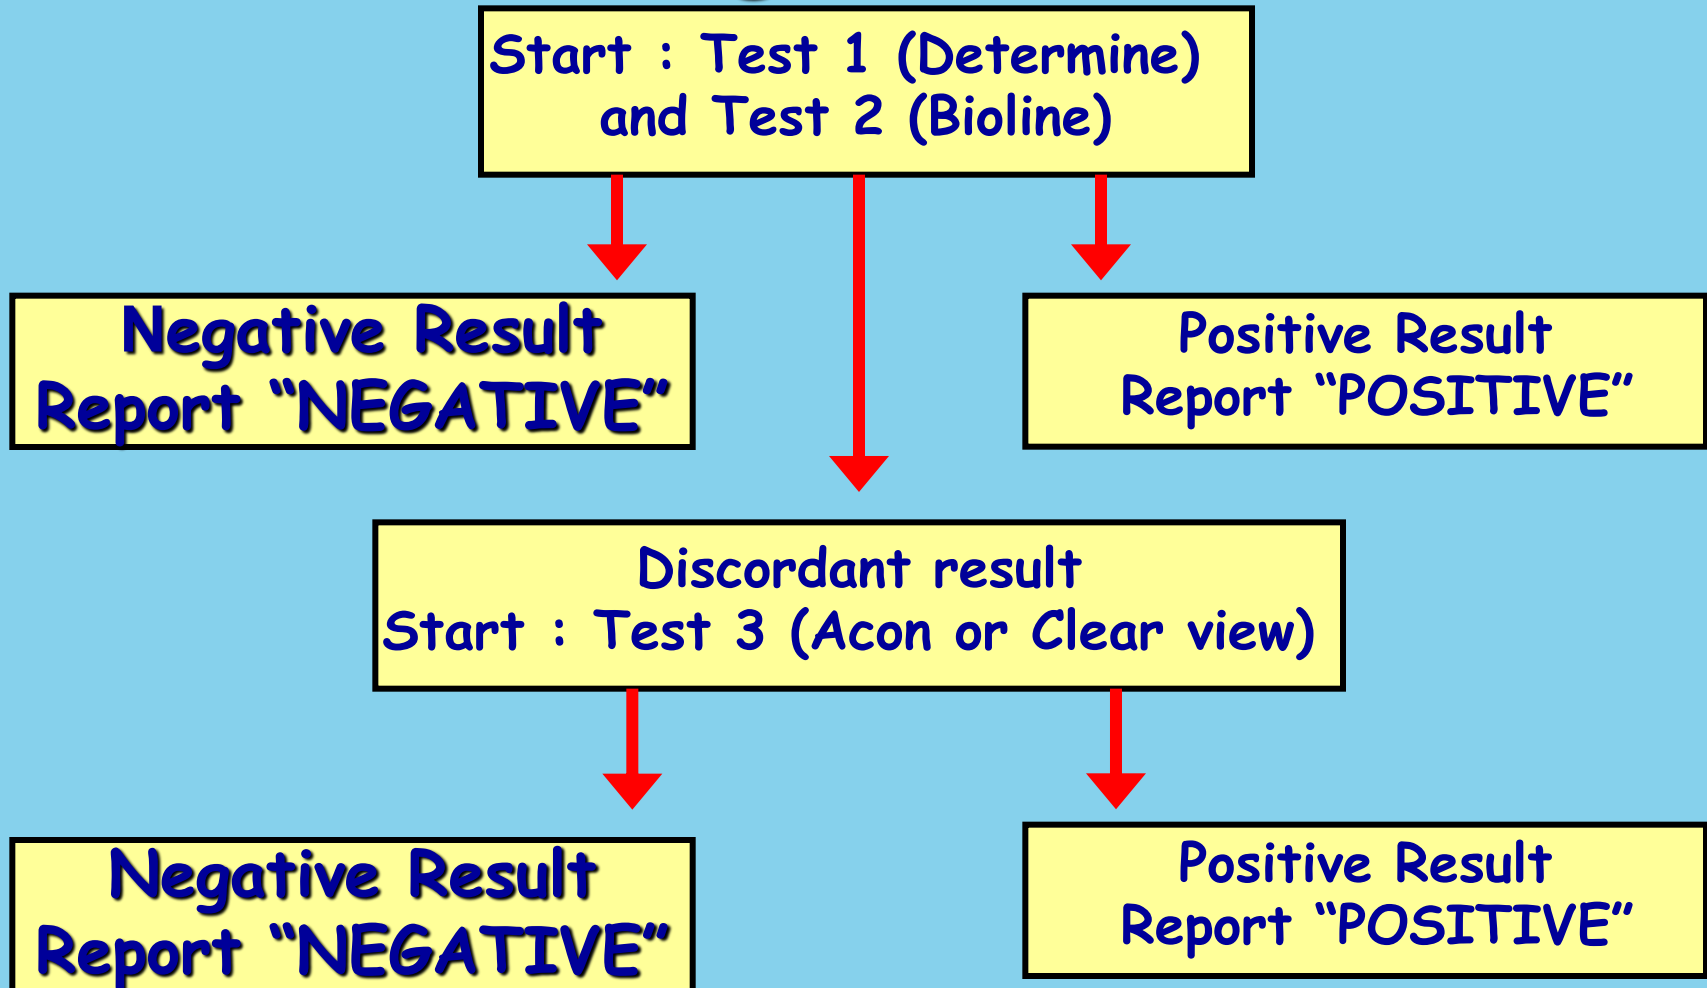 Start : Test 1 (Determine)
and Test 2 (Bioline)
Negative Result
Report “NEGATIVE”
Positive Result
Report “POSITIVE”
Discordant result
Start : Test 3 (Acon or Clear view)
Negative Result
Report “NEGATIVE”
Positive Result
Report “POSITIVE”